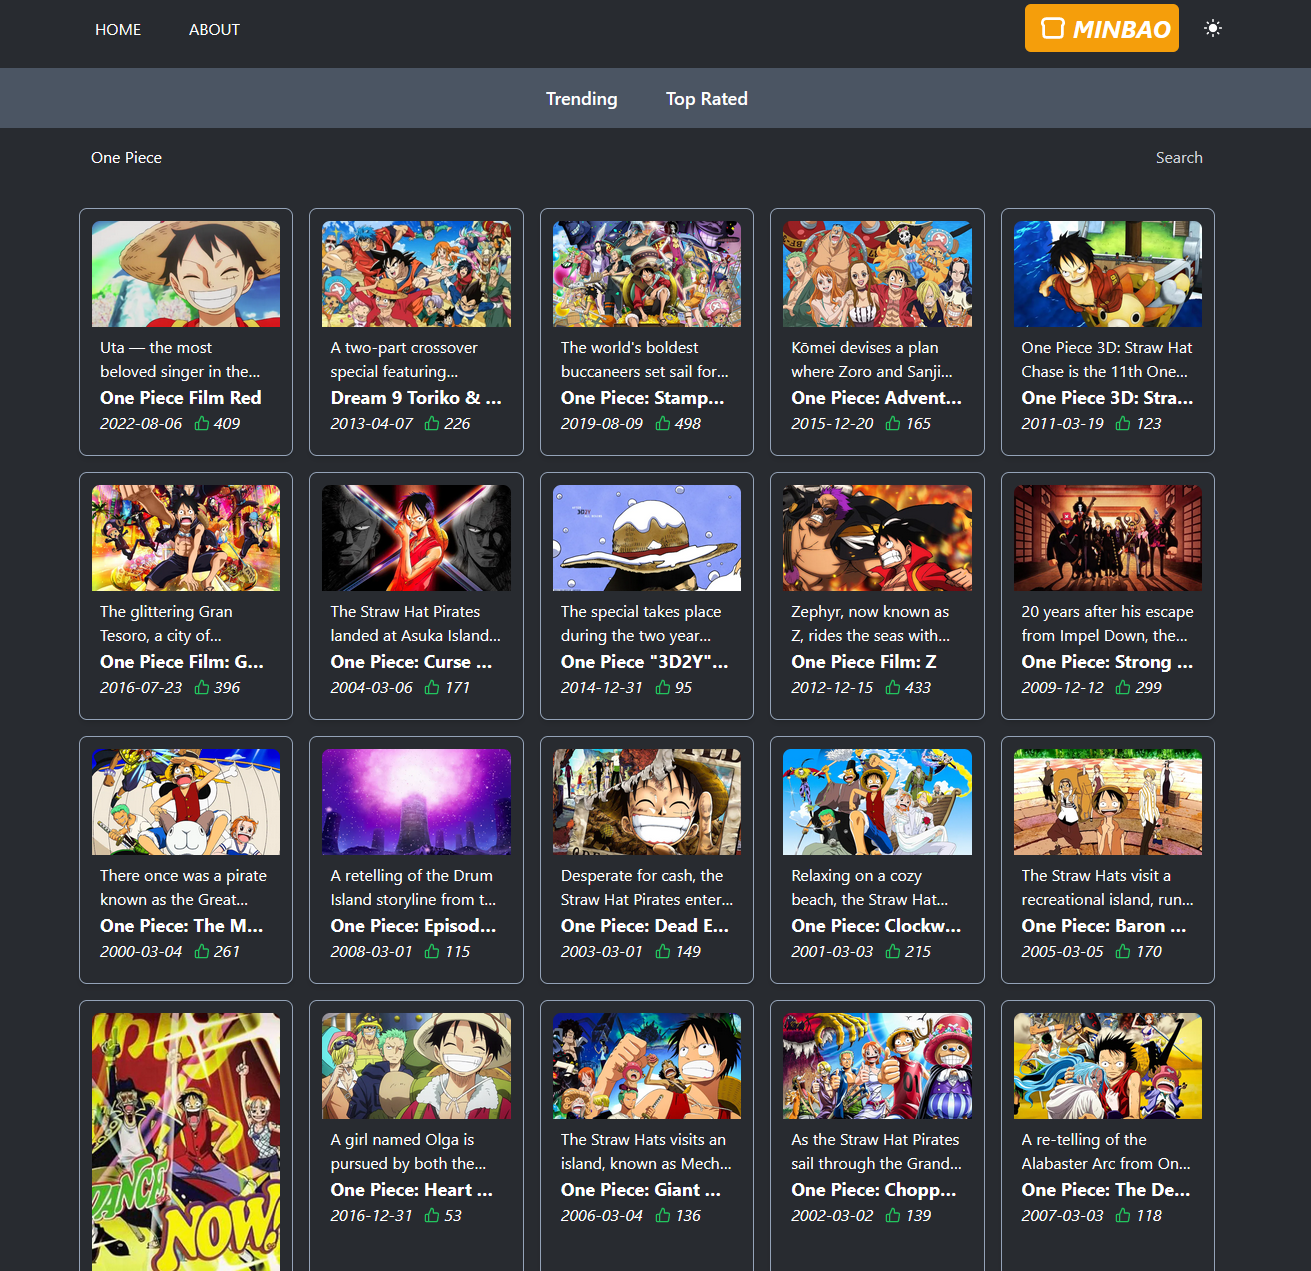 HOME
ABOUT
MINBAO
Trending
Top Rated
One Piece
Search
Uta — the most
beloved singer in the...
One Piece Film Red
2022-08-06 409
A two-part crossover
special featuring...
Dream 9 Toriko & ...
2013-04-07 226
The world's boldest
buccaneers set sail for...
One Piece: Stamp...
2019-08-09 498
Kōmei devises a plan
where Zoro and Sanji...
One Piece: Advent...
2015-12-20 165
One Piece 3D: Straw Hat
Chase is the 11th One...
One Piece 3D: Stra...
2011-03-19 123
The glittering Gran
Tesoro, a city of...
One Piece Film: G...
2016-07-23 396
The Straw Hat Pirates
landed at Asuka Island...
One Piece: Curse ...
2004-03-06 171
3D2Y
The special takes place
during the two year...
One Piece "3D2Y"...
2014-12-31 95
Zephyr, now known as
Z, rides the seas with...
One Piece Film: Z
2012-12-15 433
20 years after his escape
from Impel Down, the...
One Piece: Strong ...
2009-12-12 299
There once was a pirate
known as the Great...
One Piece: The M...
2000-03-04 261
A retelling of the Drum
Island storyline from t...
One Piece: Episod...
2008-03-01 115
Desperate for cash, the
Straw Hat Pirates enter...
One Piece: Dead E...
2003-03-01 149
Relaxing on a cozy
beach, the Straw Hat...
One Piece: Clockw...
2001-03-03 215
The Straw Hats visit a
recreational island, run...
One Piece: Baron ...
2005-03-05 170
DANCE
NOW!
A girl named Olga is
pursued by both the...
One Piece: Heart ...
2016-12-31 53
The Straw Hats visits an
island, known as Mech...
One Piece: Giant ...
2006-03-04 136
As the Straw Hat Pirates
sail through the Grand...
One Piece: Chopp...
2002-03-02 139
A re-telling of the
Alabaster Arc from On...
One Piece: The De...
2007-03-03 118